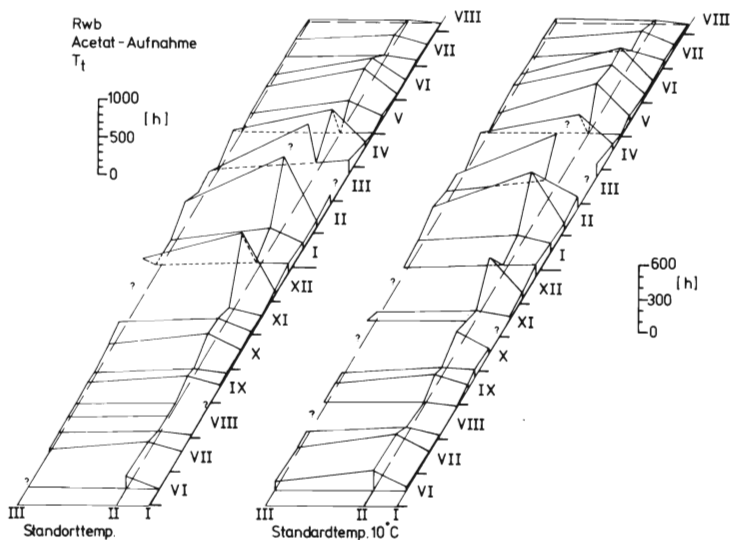 Rwb
Acetat-Aufnahme
Tt
1000
500
0
[h]
VIII
VII
VI
V
IV
III
II
I
XII
XI
X
IX
VIII
VII
VI
?
?
?
?
?
III
II
I
Standorttemp.
VIII
VII
VI
V
IV
III
II
I
XII
XI
X
IX
VIII
VII
VI
?
?
?
?
?
?
III
II
I
Standardtemp. 10°C
600
300
0
[h]